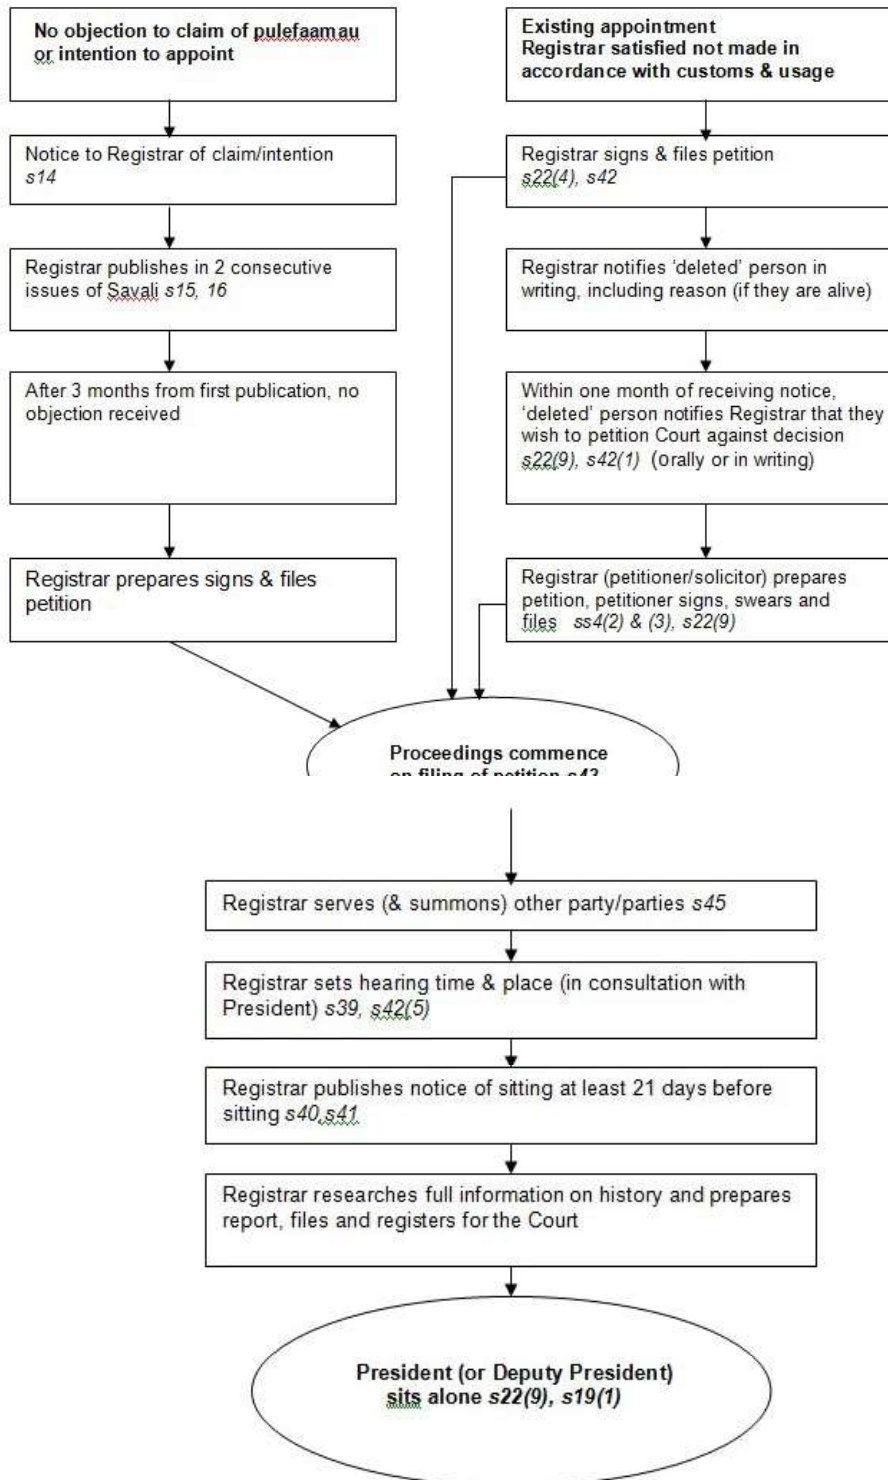 No objection to claim of pulefaamau
or intention to appoint
Notice to Registrar of claim/intention
s14
Registrar publishes in 2 consecutive
issues of Savali s15, 16
After 3 months from first publication, no
objection received
Registrar prepares signs & files
petition
Existing appointment
Registrar satisfied not made in
accordance with customs & usage
Registrar signs & files petition
s22(4), s42
Registrar notifies ‘deleted’ person in
writing, including reason (if they are alive)
Within one month of receiving notice,
‘deleted’ person notifies Registrar that they
wish to petition Court against decision
s22(9), s42(1) (orally or in writing)
Registrar (petitioner/solicitor) prepares
petition, petitioner signs, swears and
files ss4(2) & (3), s22(9)
Proceedings commence
on filing of petition
Registrar serves (& summons) other party/parties s45
Registrar sets hearing time & place (in consultation with
President) s39, s42(5)
Registrar publishes notice of sitting at least 21 days before
sitting s40,s41
Registrar researches full information on history and prepares
report, files and registers for the Court
President (or Deputy President)
sits alone s22(9), s19(1)